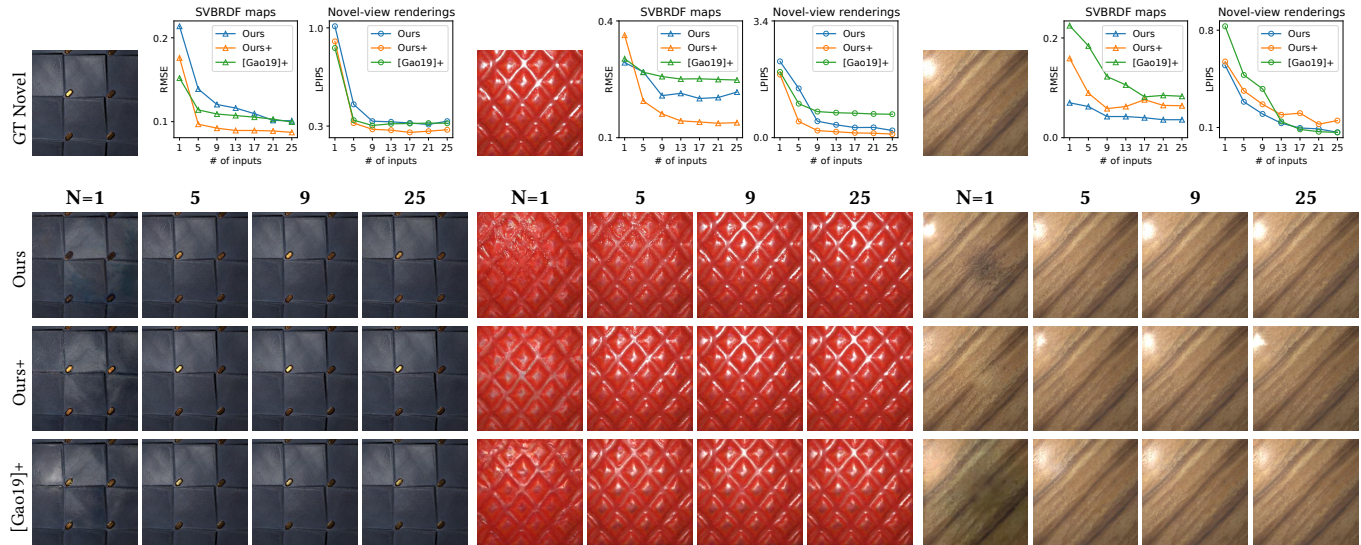 GT Novel
SVBRDF maps
RMSE
0.2
0.1
Ours
Ours+
[Gao19]+
1 5 9 13 17 21 25
# of inputs
Novel-view renderings
LPIPS
1.0
0.3
Ours
Ours+
[Gao19]+
1 5 9 13 17 21 25
# of inputs
SVBRDF maps
RMSE
0.4
0.1
Ours
Ours+
[Gao19]+
1 5 9 13 17 21 25
# of inputs
Novel-view renderings
LPIPS
3.4
0.0
Ours
Ours+
[Gao19]+
1 5 9 13 17 21 25
# of inputs
SVBRDF maps
RMSE
0.2
0.0
Ours
Ours+
[Gao19]+
1 5 9 13 17 21 25
# of inputs
Novel-view renderings
LPIPS
0.8
0.1
Ours
Ours+
[Gao19]+
1 5 9 13 17 21 25
# of inputs
N=1 5 9 25 N=1 5 9 25 N=1 5 9 25
Ours
Ours+
[Gao19]+